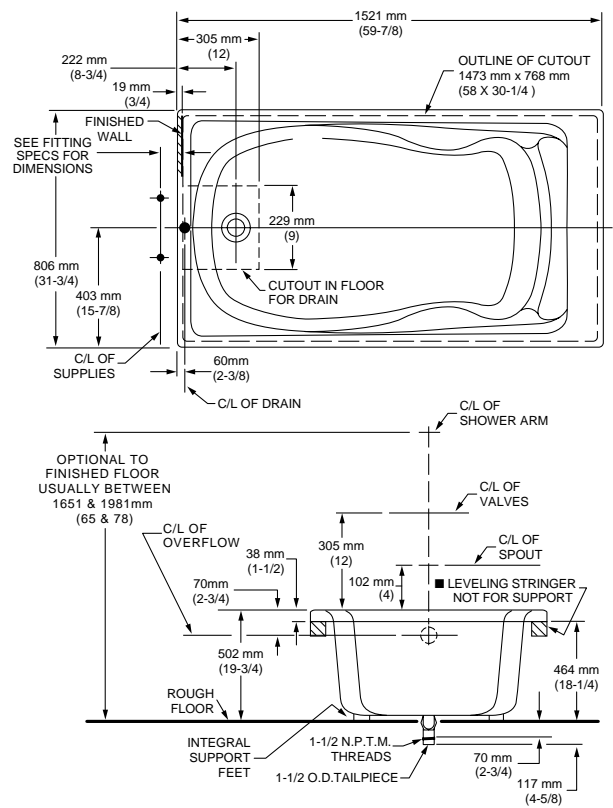 1521 mm
(59-7/8)
305 mm
(12)
222 mm
(8-3/4)
OUTLINE OF CUTOUT
1473 mm x 768 mm
(58 X 30-1/4 )
19 mm
(3/4)
FINISHED
WALL
SEE FITTING
SPECS FOR
DIMENSIONS
229 mm
(9)
CUTOUT IN FLOOR
FOR DRAIN
806 mm
(31-3/4)
403 mm
(15-7/8)
C/L OF
SUPPLIES
60mm
(2-3/8)
C/L OF DRAIN
C/L OF
SHOWER ARM
OPTIONAL TO
FINISHED FLOOR
USUALLY BETWEEN
1651 & 1981mm
(65 & 78)
C/L OF
VALVES
C/L OF
OVERFLOW
305 mm
(12)
C/L OF
SPOUT
38 mm
(1-1/2)
102 mm
(4)
70mm
(2-3/4)
■ LEVELING STRINGER
NOT FOR SUPPORT
502 mm
(19-3/4)
464 mm
(18-1/4)
ROUGH
FLOOR
INTEGRAL
SUPPORT
FEET
1-1/2 N.P.T.M.
THREADS
1-1/2 O.D.TAILPIECE
70 mm
(2-3/4)
117 mm
(4-5/8)